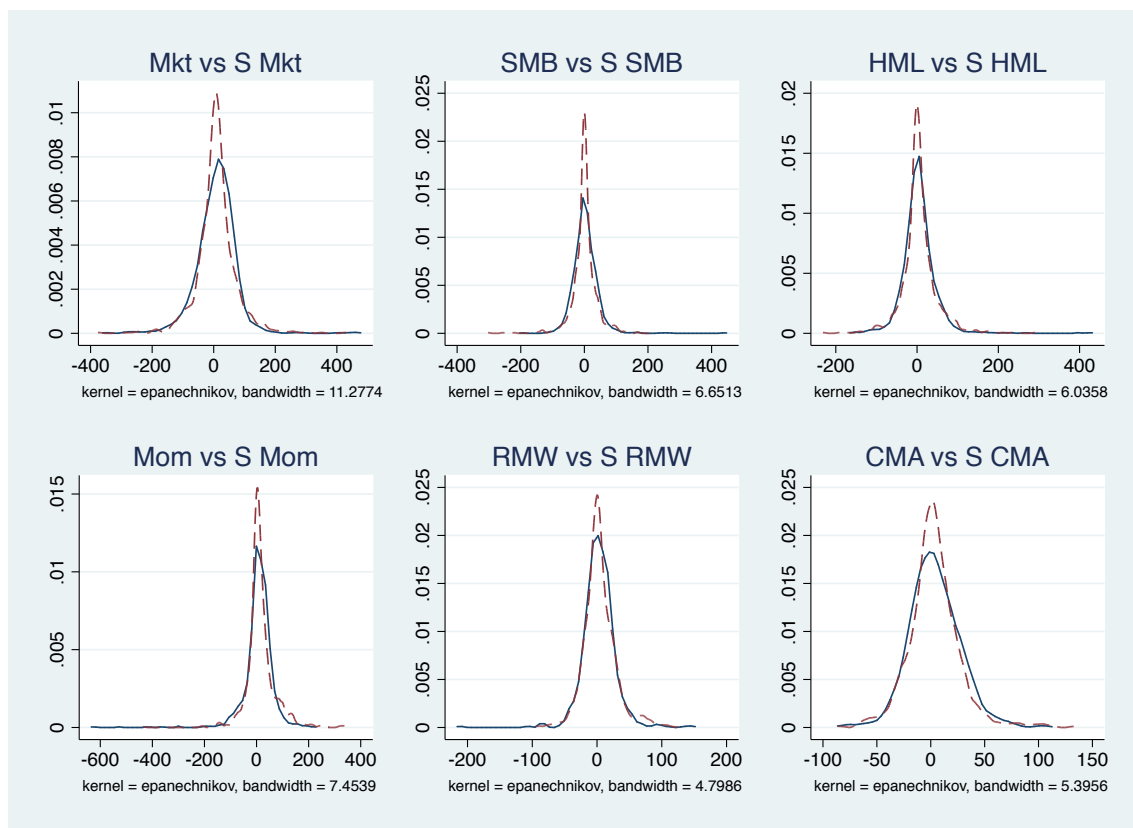 Mkt vs S Mkt
.01
.008
.006
.004
.002
0
-400 -200 0 200 400
kernel = epanechnikov, bandwidth = 11.2774
SMB vs S SMB
.025
.02
.015
.01
.005
0
-400 -200 0 200 400
kernel = epanechnikov, bandwidth = 6.6513
HML vs S HML
.02
.015
.01
.005
0
-200 0 200 400
kernel = epanechnikov, bandwidth = 6.0358
Mom vs S Mom
.015
.01
.005
0
-600 -400 -200 0 200 400
kernel = epanechnikov, bandwidth = 7.4539
RMW vs S RMW
.025
.02
.015
.01
.005
0
-200 -100 0 100 200
kernel = epanechnikov, bandwidth = 4.7986
CMA vs S CMA
.025
.02
.015
.01
.005
0
-100 -50 0 50 100 150
kernel = epanechnikov, bandwidth = 5.3956